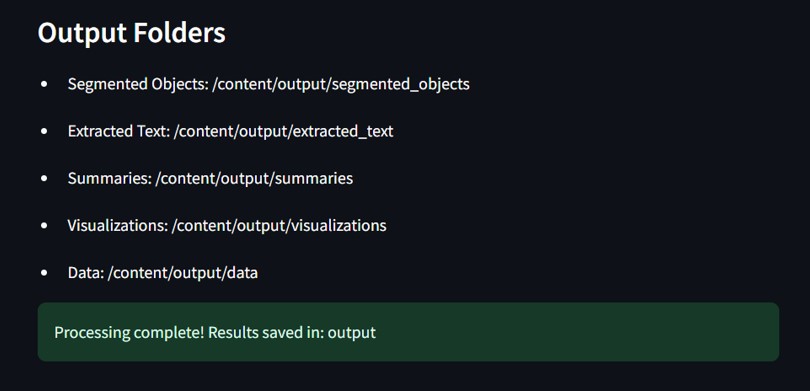 Output Folders
• Segmented Objects: /content/output/segmented_objects
• Extracted Text: /content/output/extracted_text
• Summaries: /content/output/summaries
• Visualizations: /content/output/visualizations
• Data: /content/output/data
Processing complete! Results saved in: output